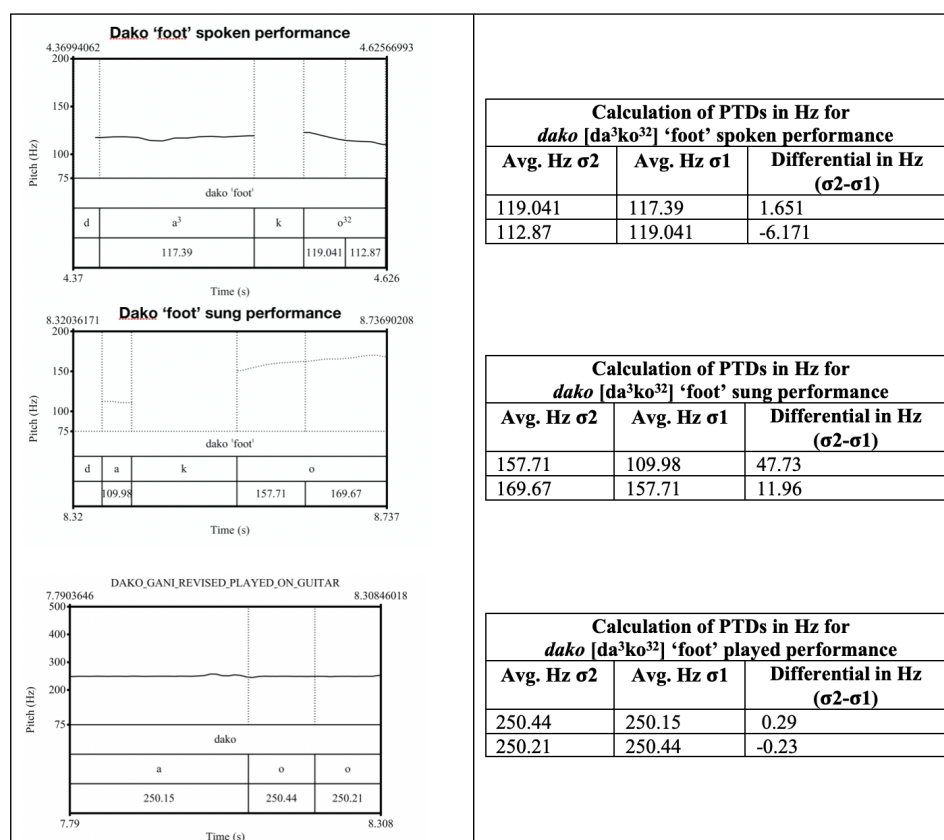 Dako ‘foot’ spoken performance
4.36994062 4.62566993
200
150
Pitch (Hz)
100
75
dako 'foot'
d a³ k o³²
117.39 119.041 112.87
4.37 4.626
Time (s)
Dako ‘foot’ sung performance
8.32036171 8.73690208
200
150
Pitch (Hz)
100
75
dako 'foot'
d a k o
109.98 157.71 169.67
8.32 8.737
Time (s)
DAKO_GANI_REVISED_PLAYED_ON_GUITAR
7.7903646 8.30846018
500
400
300
Pitch (Hz)
200
75
dako
a o o
250.15 250.44 250.21
7.79 8.308
Time (s)
Calculation of PTDs in Hz for
dako [da³ko³²] ‘foot’ spoken performance
Avg. Hz σ2 Avg. Hz σ1 Differential in Hz
(σ2-σ1)
119.041 117.39 1.651
112.87 119.041 -6.171
Calculation of PTDs in Hz for
dako [da³ko³²] ‘foot’ sung performance
Avg. Hz σ2 Avg. Hz σ1 Differential in Hz
(σ2-σ1)
157.71 109.98 47.73
169.67 157.71 11.96
Calculation of PTDs in Hz for
dako [da³ko³²] ‘foot’ played performance
Avg. Hz σ2 Avg. Hz σ1 Differential in Hz
(σ2-σ1)
250.44 250.15 0.29
250.21 250.44 -0.23